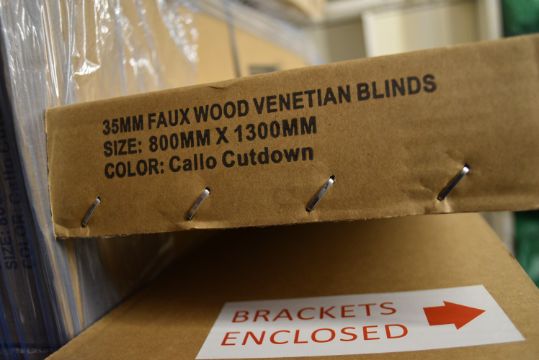 35MM FAUX WOOD VENETIAN BLINDS
SIZE: 800MM X 1300MM
COLOR: Callo Cutdown
BRACKETS
ENCLOSED